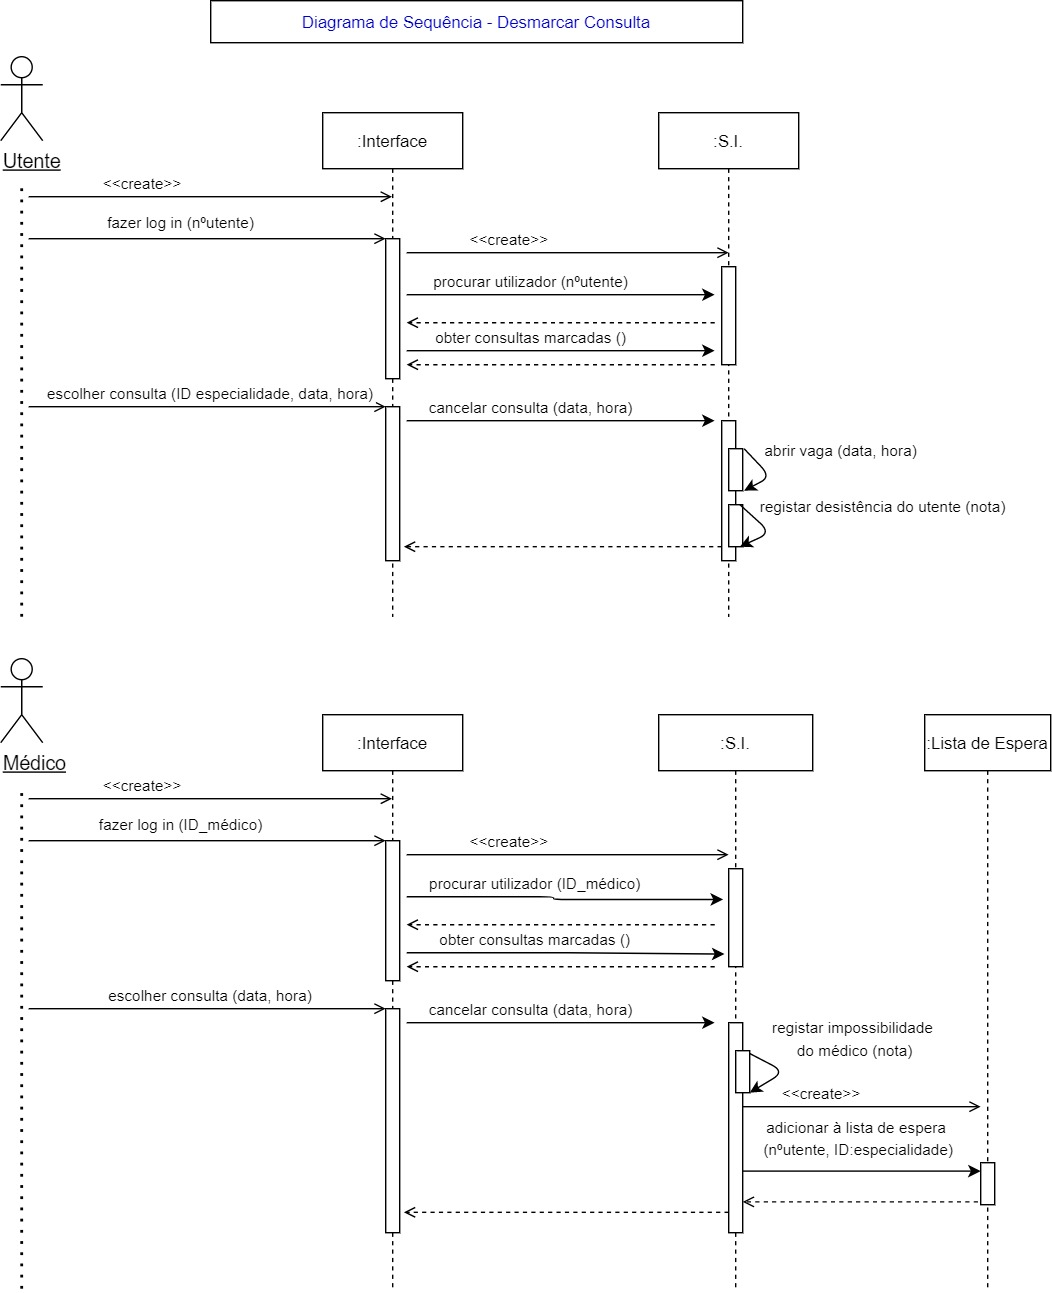 Diagrama de Sequência - Desmarcar Consulta
Utente
:Interface
:S.I.
<<create>>
fazer log in (nºutente)
<<create>>
procurar utilizador (nºutente)
obter consultas marcadas ()
escolher consulta (ID especialidade, data, hora)
cancelar consulta (data, hora)
abrir vaga (data, hora)
registar desistência do utente (nota)
Médico
:Interface
:S.I.
:Lista de Espera
<<create>>
fazer log in (ID_médico)
<<create>>
procurar utilizador (ID_médico)
obter consultas marcadas ()
escolher consulta (data, hora)
cancelar consulta (data, hora)
registar impossibilidade
do médico (nota)
<<create>>
adicionar à lista de espera
(nºutente, ID:especialidade)